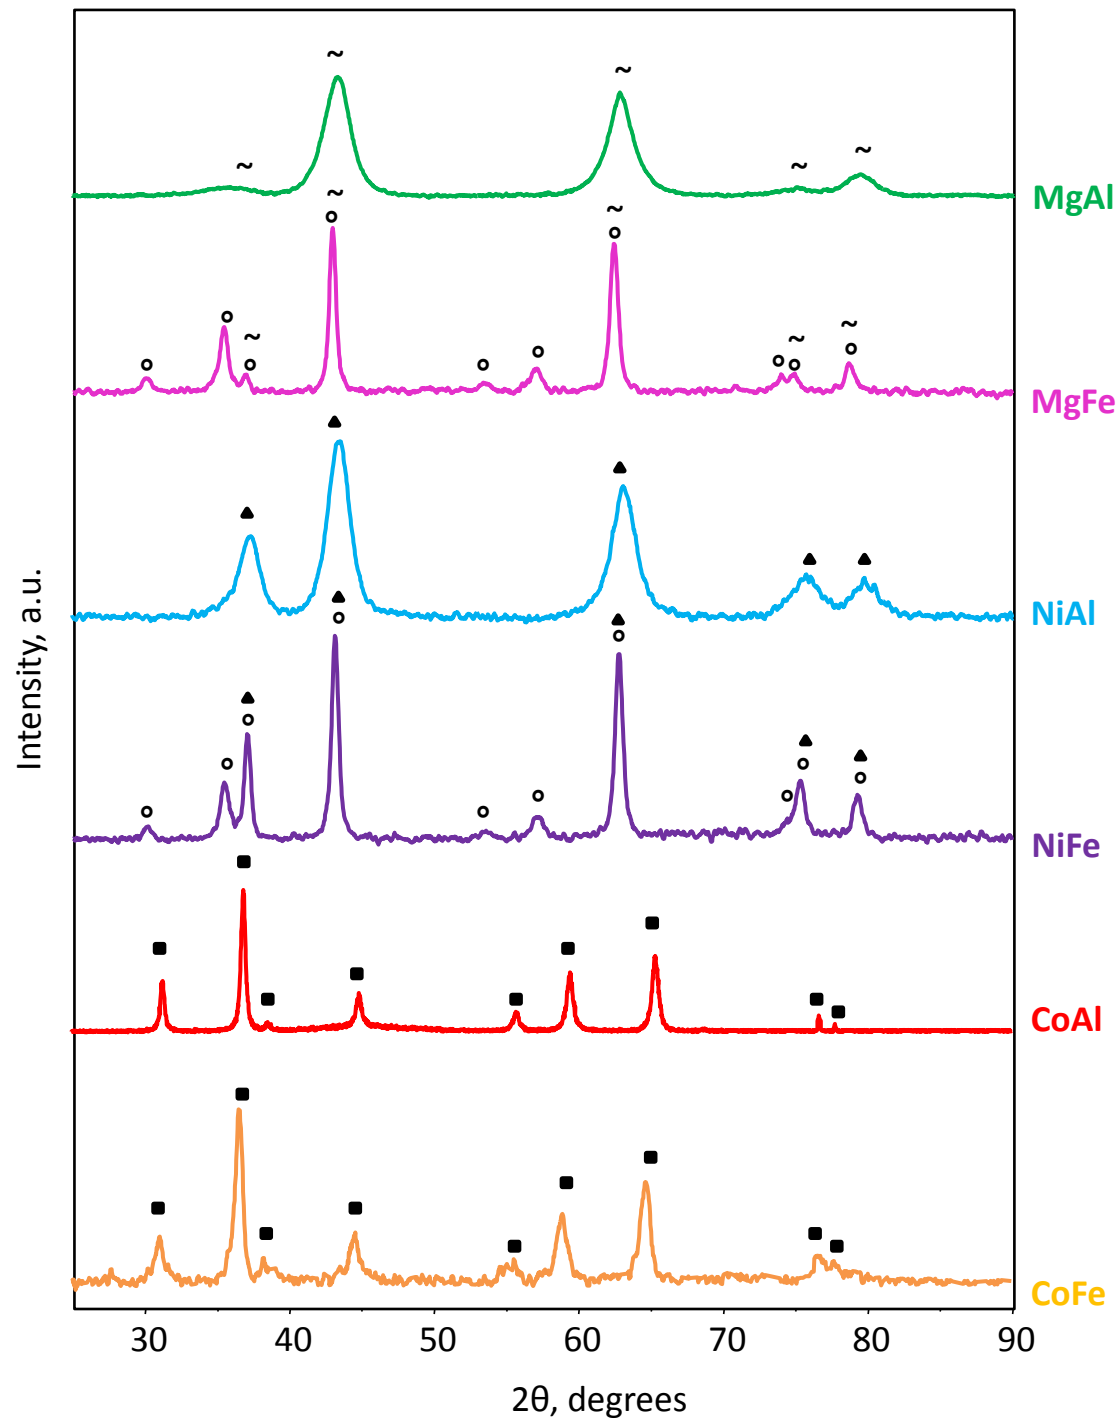 MgAl
MgFe
NiAl
NiFe
CoAl
CoFe
Intensity, a.u.
30 40 50 60 70 80 90
2θ, degrees